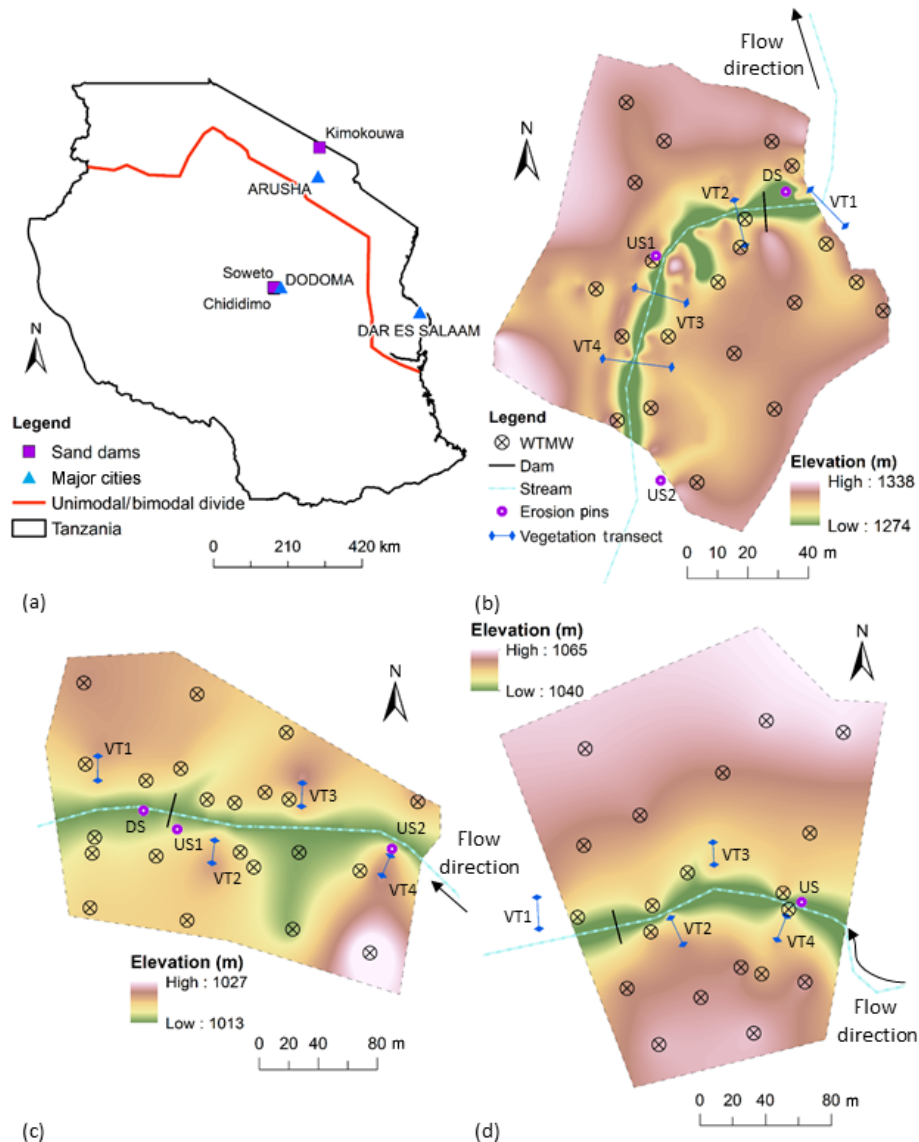 Kimokouwa
N
ARUSHA
Soweto
DODOMA
Chididimo
DAR ES SALAAM
N
Legend
Sand dams
Major cities
Unimodal/bimodal divide
Tanzania
0 210 420 km
(a)
Flow
direction
N
DS
VT2
VT1
US1
VT3
VT4
Legend
WTMW
Dam
Stream
Erosion pins
Vegetation transect
US2
Elevation (m)
High : 1338
Low : 1274
0 10 20 40
m
(b)
N
VT1
VT3
DS
US1
US2
VT2
VT4
Flow
direction
Elevation (m)
High : 1027
Low : 1013
0 20 40 80
m
(c)
Elevation (m)
High : 1065
Low : 1040
N
VT3
US
VT1
VT2
VT4
Flow
direction
0 20 40 80
m
(d)